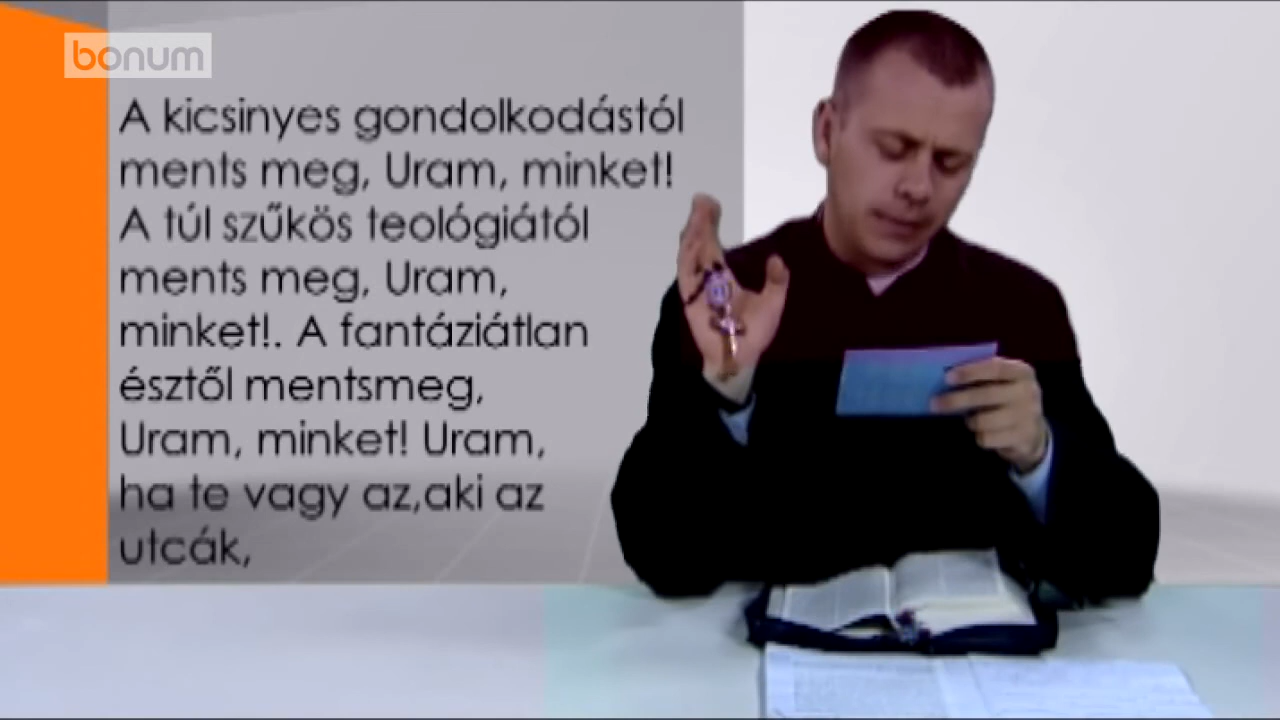 bonum
A kicsinyes gondolkodástól
ments meg, Uram, minket!
A túl szűkös teológiától
ments meg, Uram,
minket!. A fantáziátlan
észtől mentsmeg,
Uram, minket! Uram,
ha te vagy az,aki az
utcák,